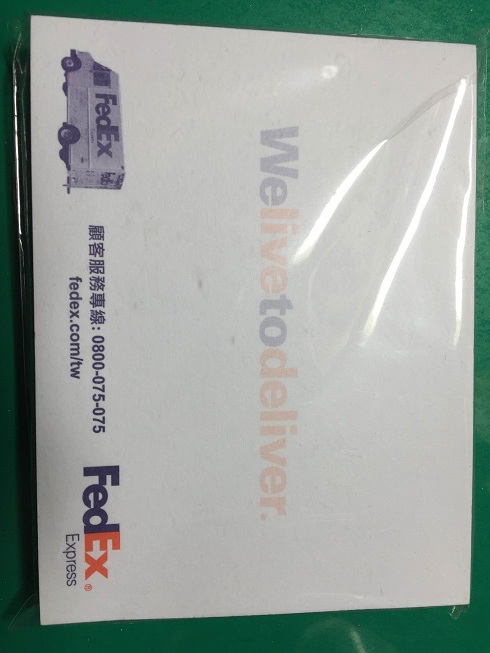 Welivetodeliver.
FedEx
顧客服務專線: 0800-075-075
fedex.com/tw
FedEx®
Express